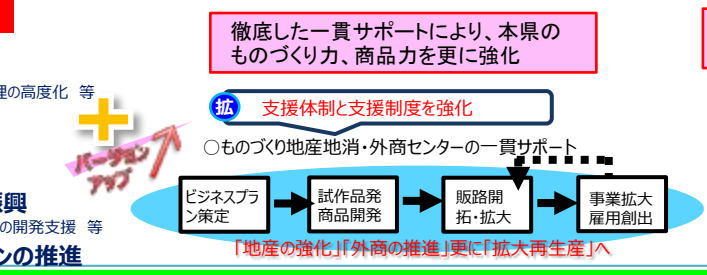 徹底した一貫サポートにより、本県の
ものづくり力、商品力を更に強化
理の高度化 等
拡 支援体制と支援制度を強化
バージョン
アップ
○ものづくり地産地消・外商センターの一貫サポート
ビジネスプラ
ン策定
試作品発
商品開発
販路開
拓・拡大
事業拡大
雇用創出
振興
の開発支援 等
ンの推進
「地産の強化」「外商の推進」更に「拡大再生産」へ